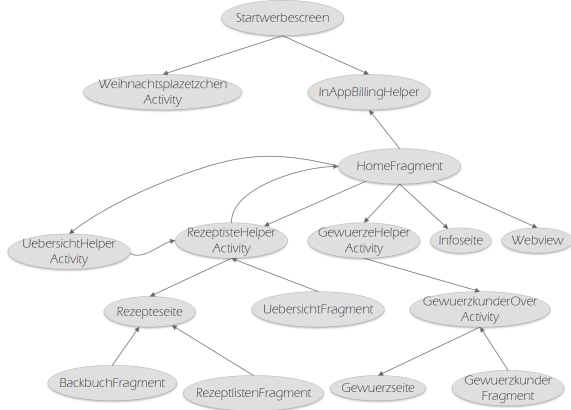 Startwerbescreen
Weihnachtsplazetzchen
Activity
InAppBillingHelper
HomeFragment
UebersichtHelper
Activity
RezeptisteHelper
Activity
GewuerzeHelper
Activity
Infoseite
Webview
Rezepteseite
UebersichtFragment
GewuerzkunderOver
Activity
BackbuchFragment
RezeptlistenFragment
Gewuerzseite
Gewuerzkunder
Fragment